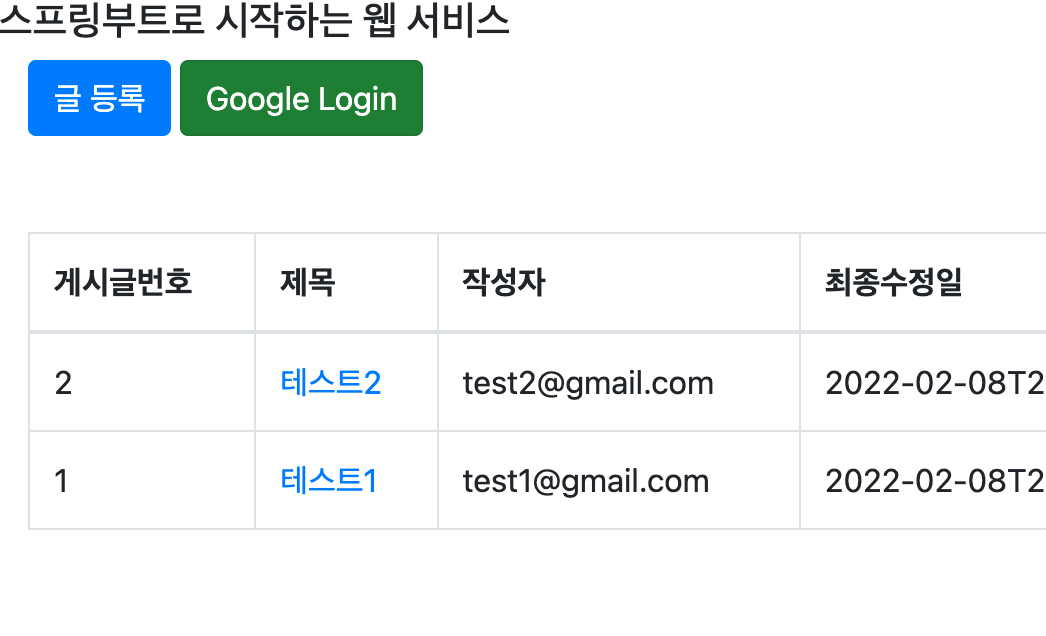 스프링부트로 시작하는 웹 서비스
글 등록 Google Login
게시글번호 제목 작성자 최종수정일
2 테스트2 test2@gmail.com 2022-02-08T2
1 테스트1 test1@gmail.com 2022-02-08T2